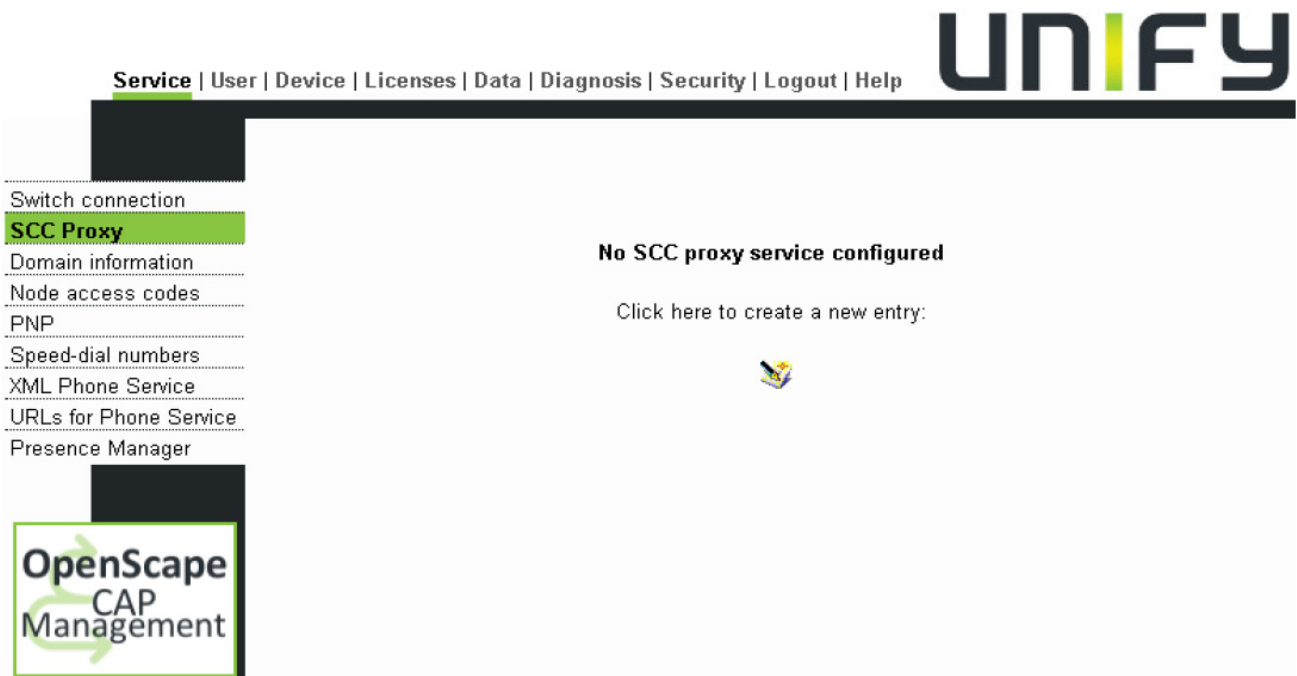 UNIFY
Service | User | Device | Licenses | Data | Diagnosis | Security | Logout | Help
Switch connection
SCC Proxy
Domain information
Node access codes
PNP
Speed-dial numbers
XML Phone Service
URLs for Phone Service
Presence Manager
No SCC proxy service configured
Click here to create a new entry:
OpenScape
CAP
Management